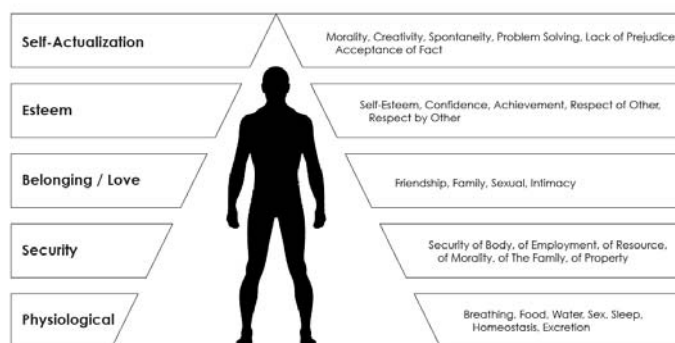 Self-Actualization
Morality, Creativity, Spontaneity, Problem Solving, Lack of Prejudice,
Acceptance of Fact
Esteem
Self-Esteem, Confidence, Achievement, Respect of Other,
Respect by Other
Belonging / Love
Friendship, Family, Sexual, Intimacy
Security
Security of Body, of Employment, of Resource,
of Morality, of The Family, of Property
Physiological
Breathing, Food, Water, Sex, Sleep,
Homeostasis, Excretion